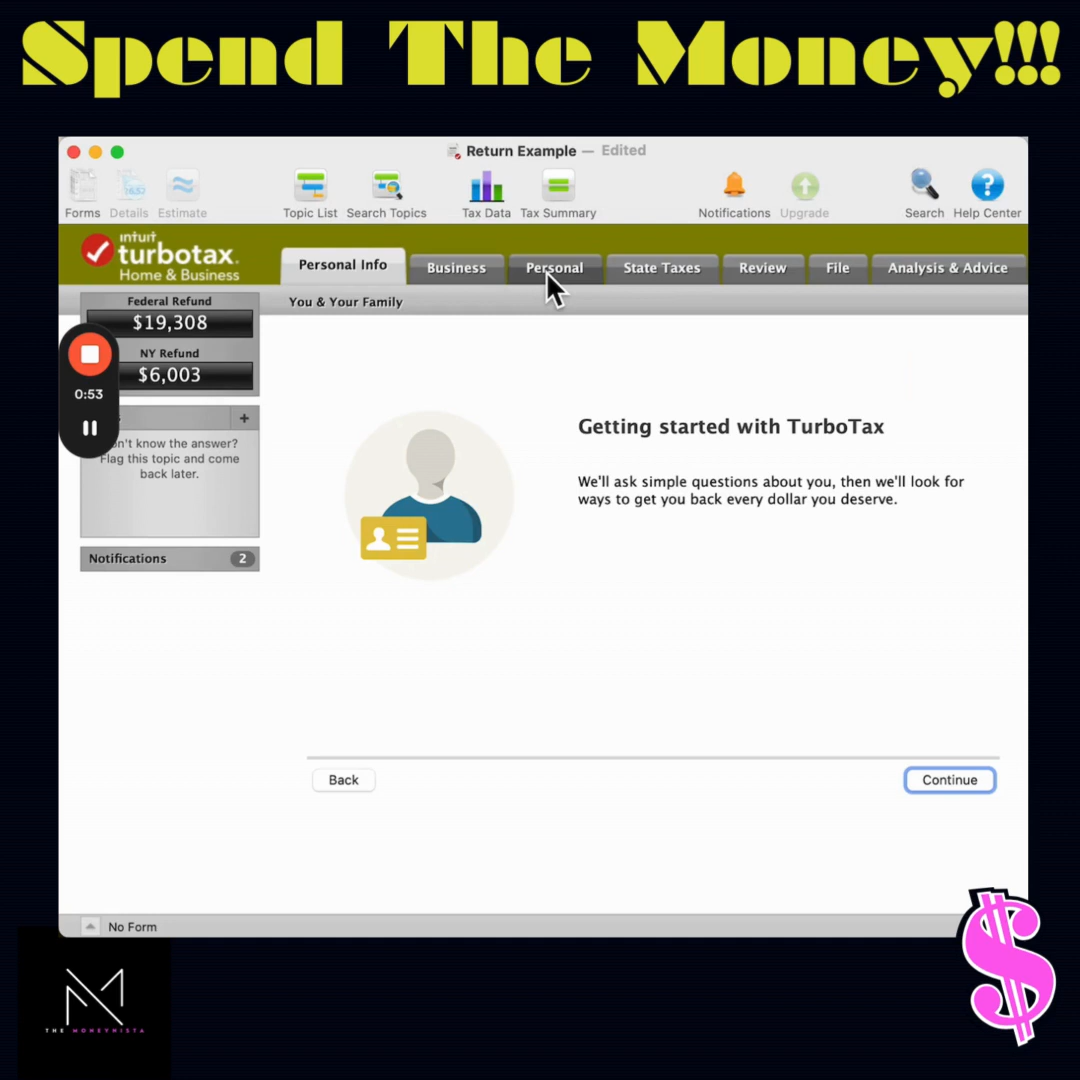 Spend The Money!!!
Return Example — Edited
Forms Details Estimate Topic List Search Topics Tax Data Tax Summary Notifications Upgrade Search Help Center
intuit
turbotax.
Home & Business
Personal Info Business Personal State Taxes Review File Analysis & Advice
You & Your Family
Federal Refund
$19,308
NY Refund
$6,003
0:53
+
n't know the answer?
Flag this topic and come
back later.
Notifications 2
Getting started with TurboTax
We'll ask simple questions about you, then we'll look for
ways to get you back every dollar you deserve.
Back Continue
No Form
$
THE MONEYNISTA